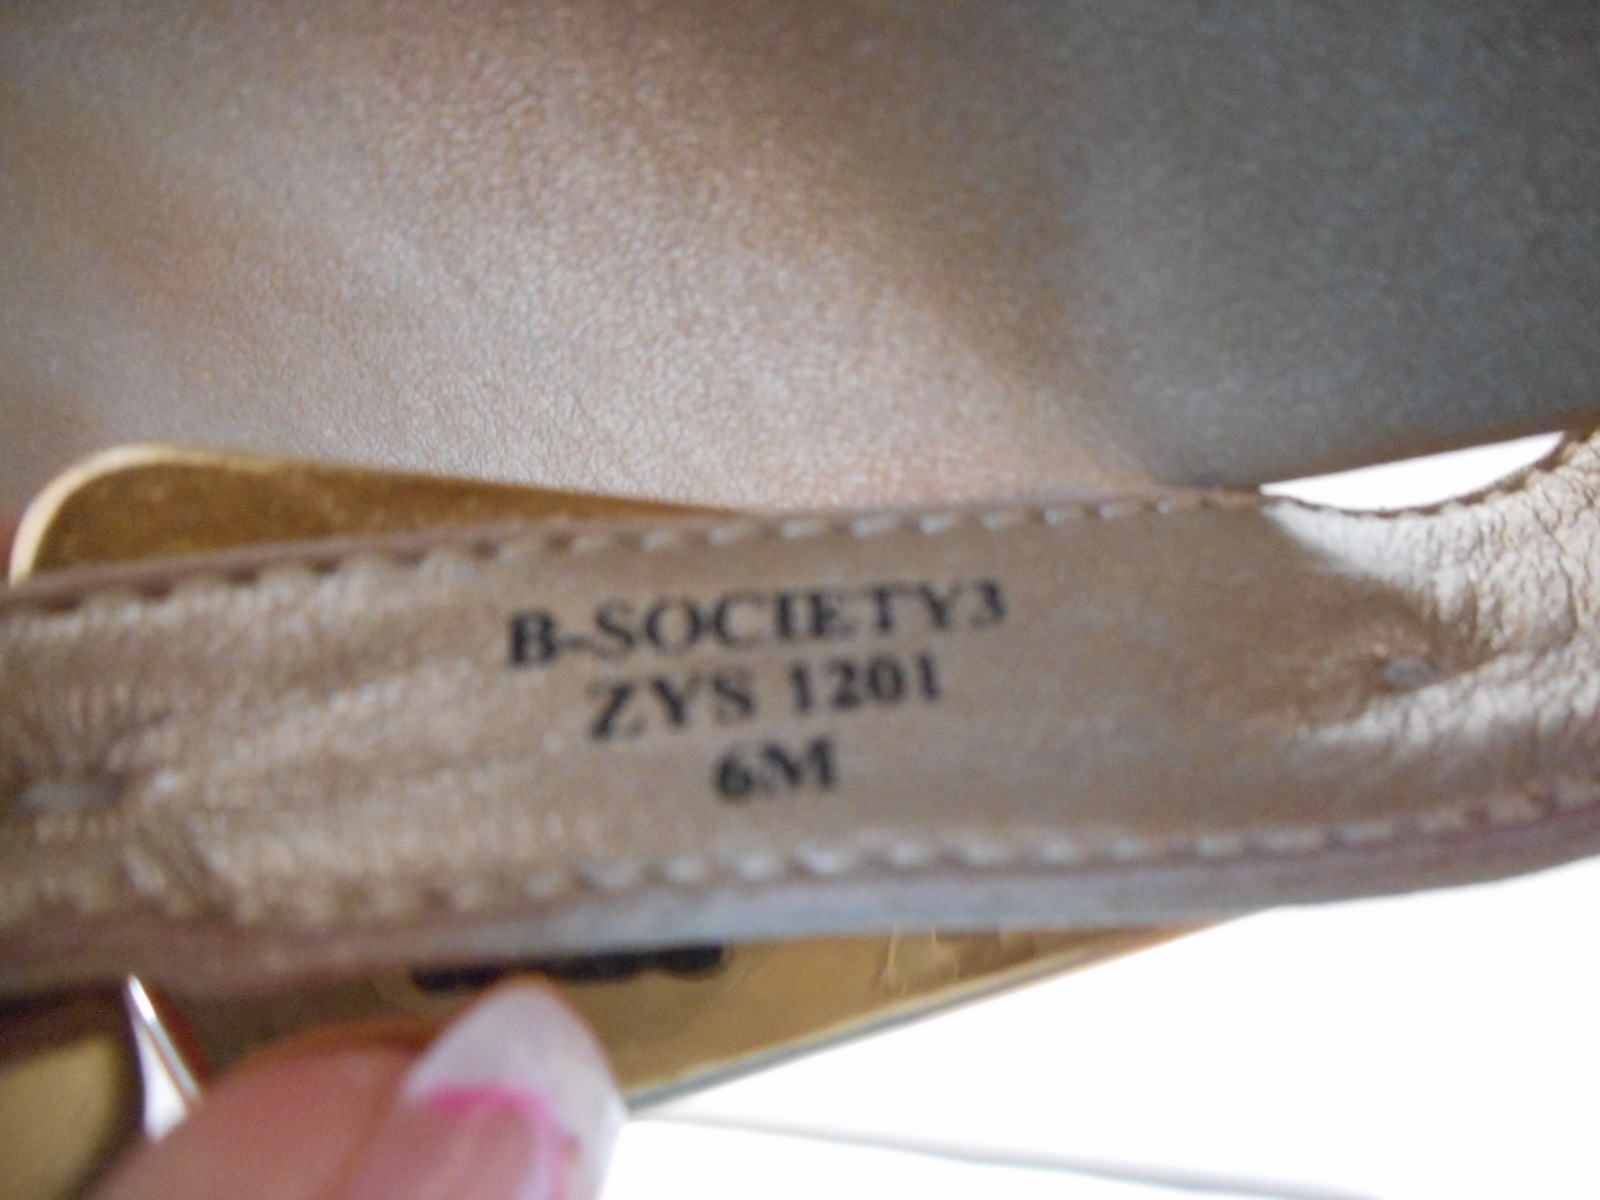 B-SOCIETY3
ZYS 1201
6M